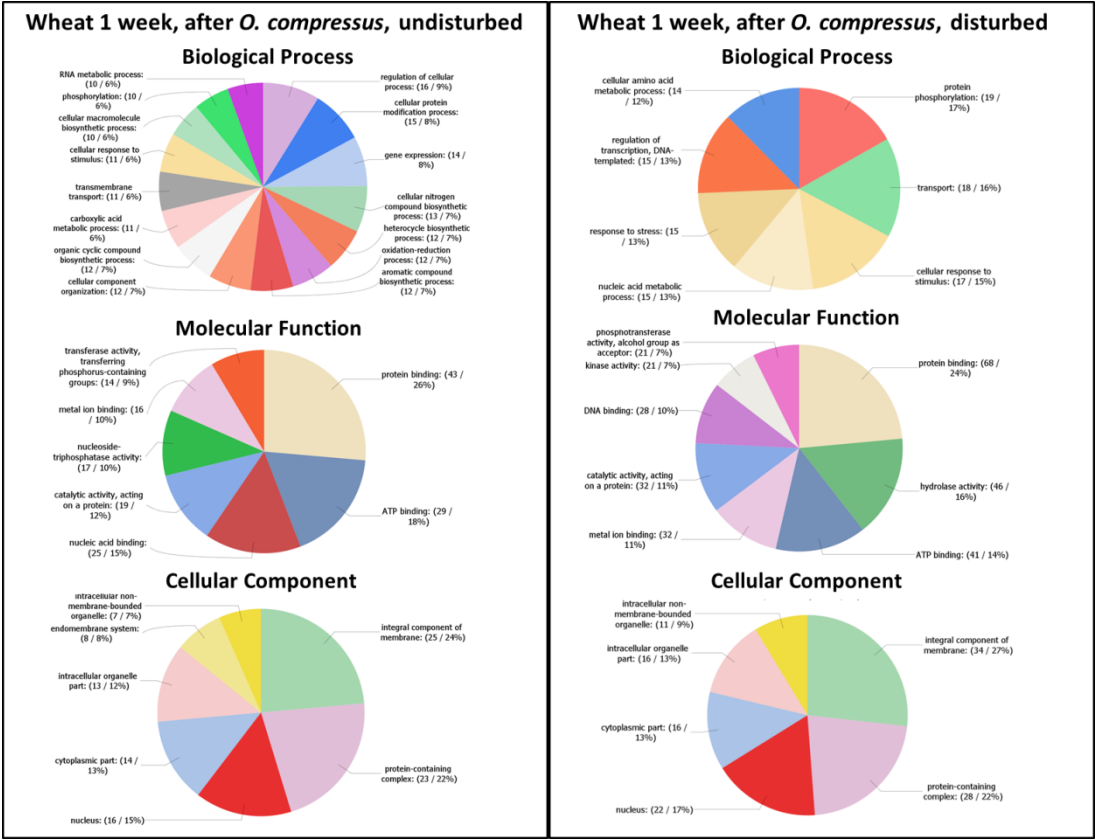 Wheat 1 week, after O. compressus, undisturbed
Biological Process
RNA metabolic process:
(10 / 6%)
phosphorylation: (10 /
6%)
cellular macromolecule
biosynthetic process:
(10 / 6%)
cellular response to
stimulus: (11 / 6%)
transmembrane
transport: (11 / 6%)
carboxylic acid
metabolic process: (11 /
6%)
organic cyclic compound
biosynthetic process:
(12 / 7%)
cellular component
organization: (12 / 7%)
regulation of cellular
process: (16 / 9%)
cellular protein
modification process:
(15 / 8%)
gene expression: (14 /
8%)
cellular nitrogen
compound biosynthetic
process: (13 / 7%)
heterocycle biosynthetic
process: (12 / 7%)
oxidation-reduction
process: (12 / 7%)
aromatic compound
biosynthetic process:
(12 / 7%)
Molecular Function
transferase activity,
transferring
phosphorus-containing
groups: (14 / 9%)
metal ion binding: (16
/ 10%)
nucleoside-
triphosphatase activity:
(17 / 10%)
catalytic activity, acting
on a protein: (19 /
12%)
nucleic acid binding:
(25 / 15%)
protein binding: (43 /
26%)
ATP binding: (29 /
18%)
Cellular Component
intracellular non-
membrane-bounded
organelle: (7 / 7%)
endomembrane system:
(8 / 8%)
intracellular organelle
part: (13 / 12%)
cytoplasmic part: (14 /
13%)
nucleus: (16 / 15%)
integral component of
membrane: (25 / 24%)
protein-containing
complex: (23 / 22%)
Wheat 1 week, after O. compressus, disturbed
Biological Process
cellular amino acid
metabolic process: (14
/ 12%)
regulation of
transcription, DNA-
templated: (15 / 13%)
response to stress: (15
/ 13%)
nucleic acid metabolic
process: (15 / 13%)
protein
phosphorylation: (19 /
17%)
transport: (18 / 16%)
cellular response to
stimulus: (17 / 15%)
Molecular Function
phosphotransferase
activity, alcohol group as
acceptor: (21 / 7%)
kinase activity: (21 / 7%)
DNA binding: (28 / 10%)
catalytic activity, acting
on a protein: (32 / 11%)
metal ion binding: (32 /
11%)
protein binding: (68 /
24%)
hydrolase activity: (46 /
16%)
ATP binding: (41 / 14%)
Cellular Component
intracellular non-
membrane-bounded
organelle: (11 / 9%)
intracellular organelle
part: (16 / 13%)
cytoplasmic part: (16 /
13%)
nucleus: (22 / 17%)
integral component of
membrane: (34 / 27%)
protein-containing
complex: (28 / 22%)